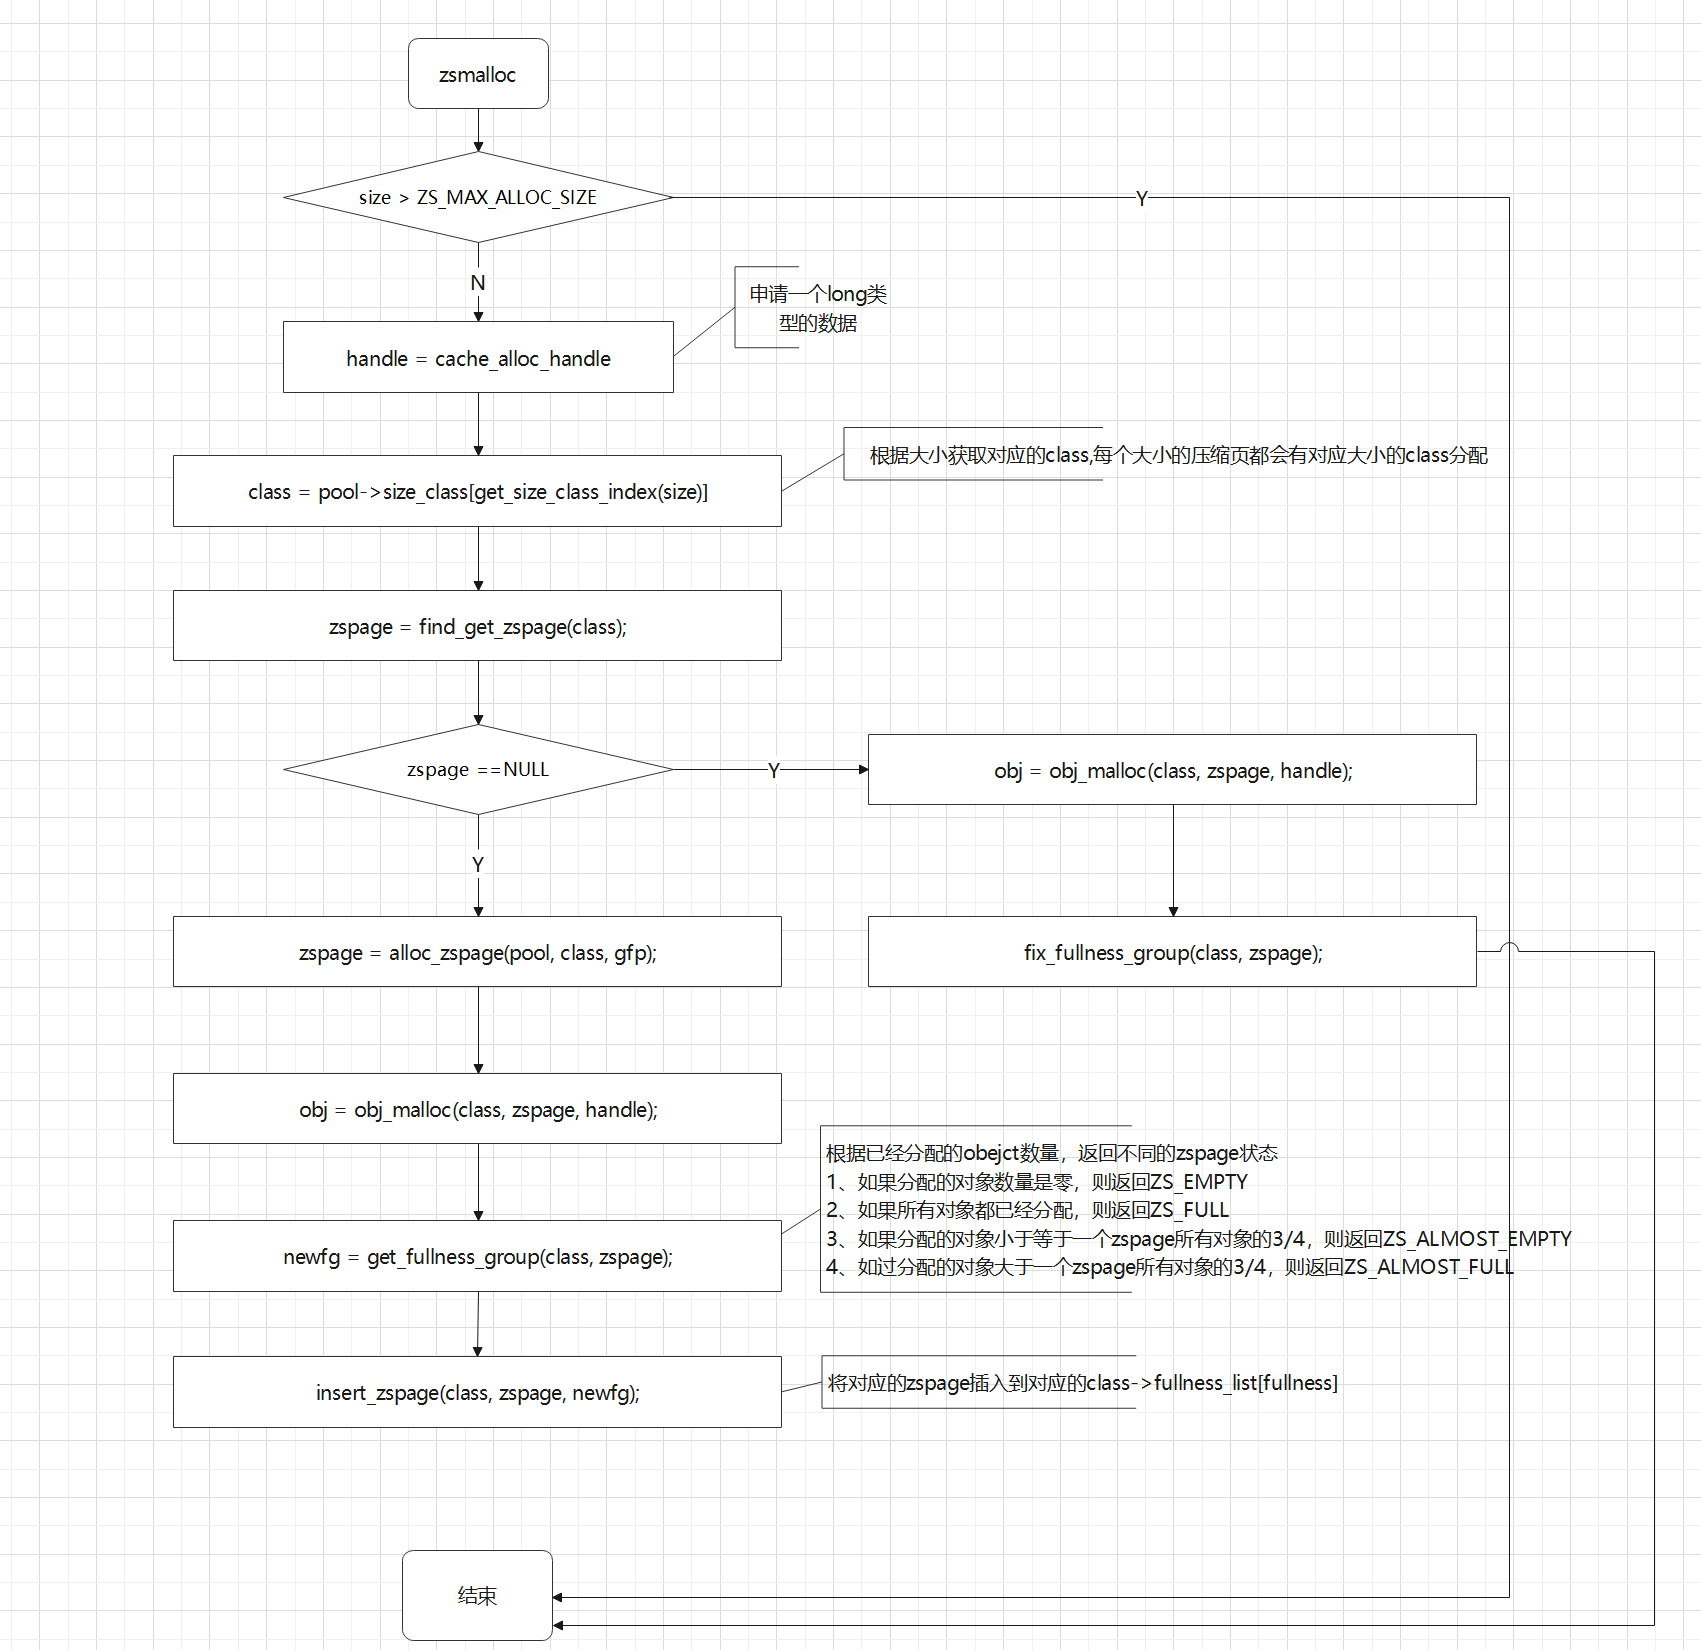 zsmalloc
size > ZS_MAX_ALLOC_SIZE
Y
N
申请一个long类
型的数据
handle = cache_alloc_handle
根据大小获取对应的class,每个大小的压缩页都会有对应大小的class分配
class = pool->size_class[get_size_class_index(size)]
zspage = find_get_zspage(class);
zspage ==NULL
Y
obj = obj_malloc(class, zspage, handle);
Y
zspage = alloc_zspage(pool, class, gfp);
fix_fullness_group(class, zspage);
obj = obj_malloc(class, zspage, handle);
根据已经分配的obejct数量，返回不同的zspage状态
1、如果分配的对象数量是零，则返回ZS_EMPTY
2、如果所有对象都已经分配，则返回ZS_FULL
3、如果分配的对象小于等于一个zspage所有对象的3/4，则返回ZS_ALMOST_EMPTY
4、如过分配的对象大于一个zspage所有对象的3/4，则返回ZS_ALMOST_FULL
newfg = get_fullness_group(class, zspage);
将对应的zspage插入到对应的class->fullness_list[fullness]
insert_zspage(class, zspage, newfg);
结束